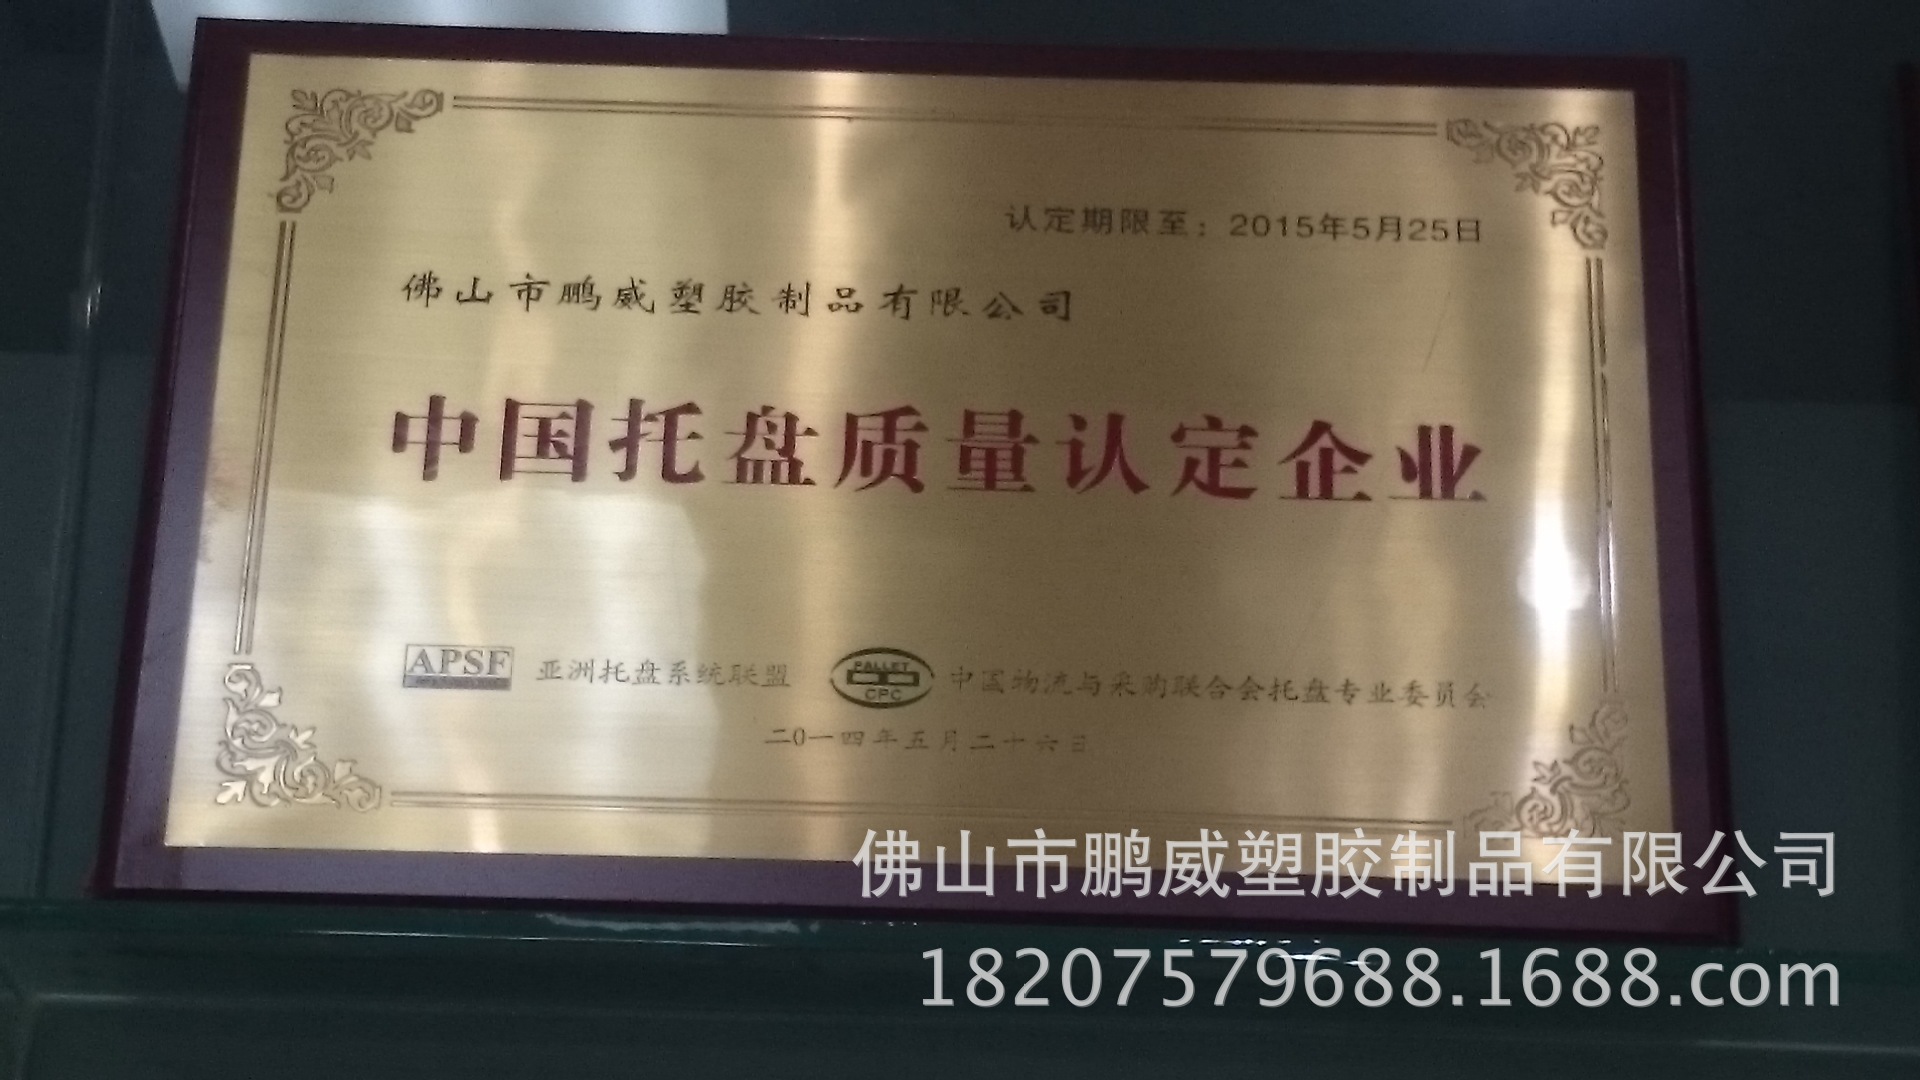 认定期限至：2015年5月25日
佛山市鹏威塑胶制品有限公司
中国托盘质量认定企业
APSF 亚洲托盘系统联盟 PALLET CPC 中国物流与采购联合会托盘专业委员会
二0一四年五月二十六日
佛山市鹏威塑胶制品有限公司
18207579688.1688.com